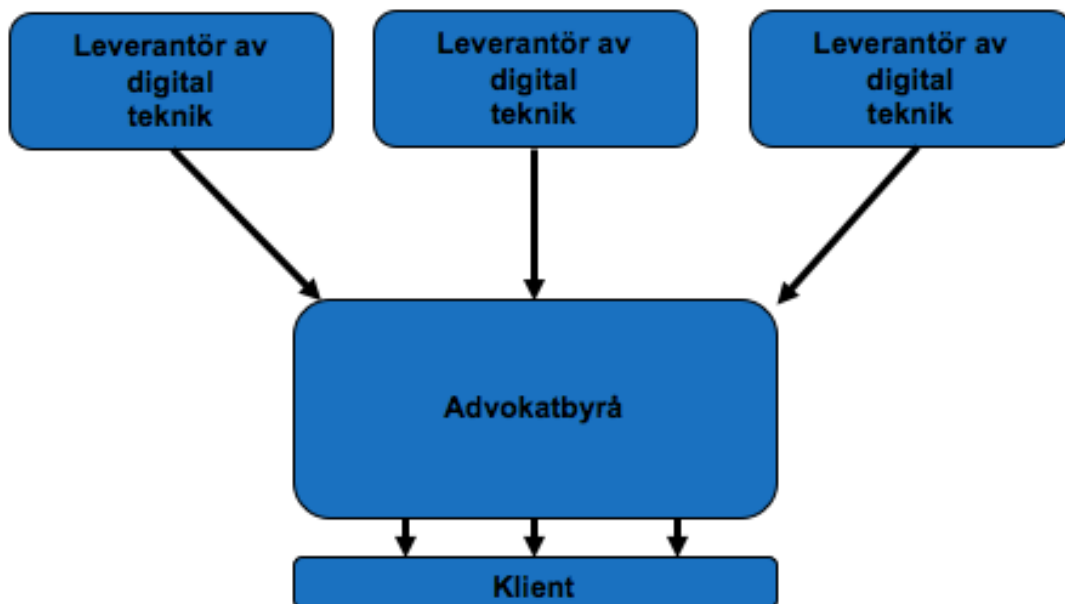 Leverantör av
digital
teknik
Leverantör av
digital
teknik
Leverantör av
digital
teknik
Advokatbyrå
Klient